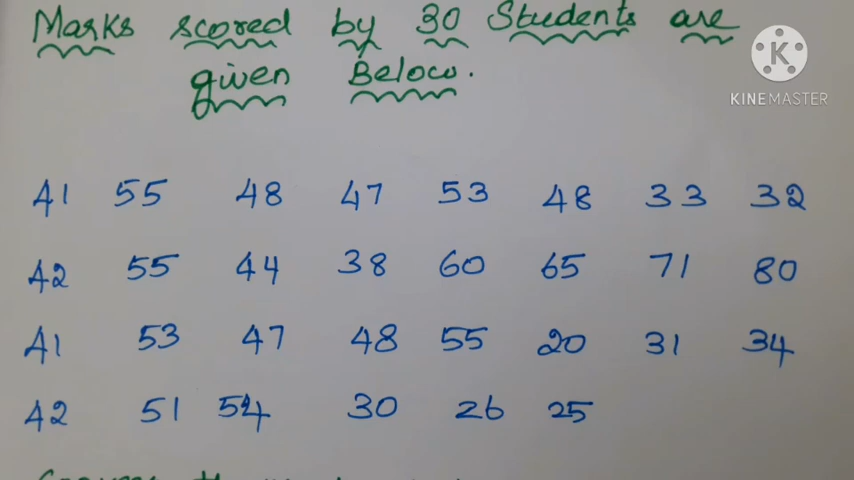 Marks scored by 30 Students are
given Below.
K
KINEMASTER
41 55 48 47 53 48 33 32
42 55 44 38 60 65 71 80
41 53 47 48 55 20 31 34
42 51 54 30 26 25